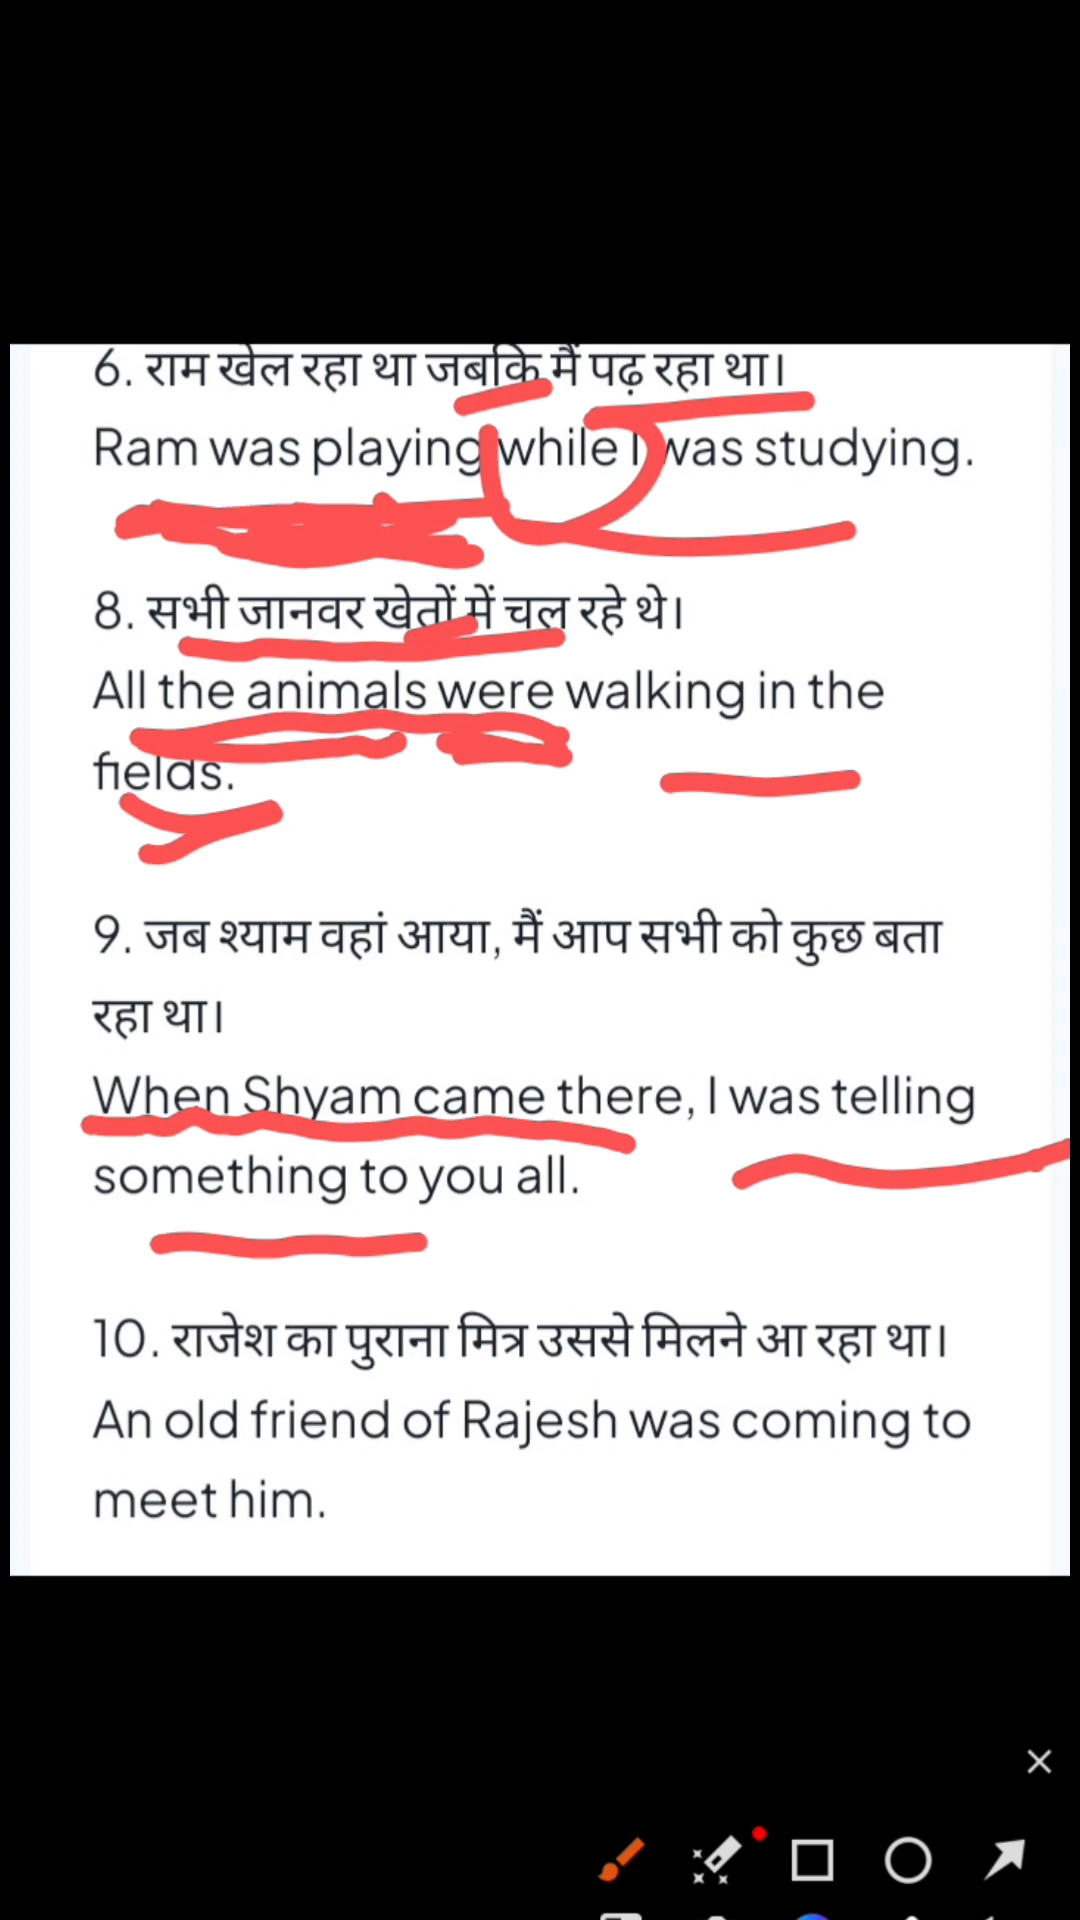 6. राम खेल रहा था जबकि मैं पढ़ रहा था।
Ram was playing while I was studying.
8. सभी जानवर खेतों में चल रहे थे।
All the animals were walking in the
fields.
9. जब श्याम वहां आया, मैं आप सभी को कुछ बता
रहा था।
When Shyam came there, I was telling
something to you all.
10. राजेश का पुराना मित्र उससे मिलने आ रहा था।
An old friend of Rajesh was coming to
meet him.